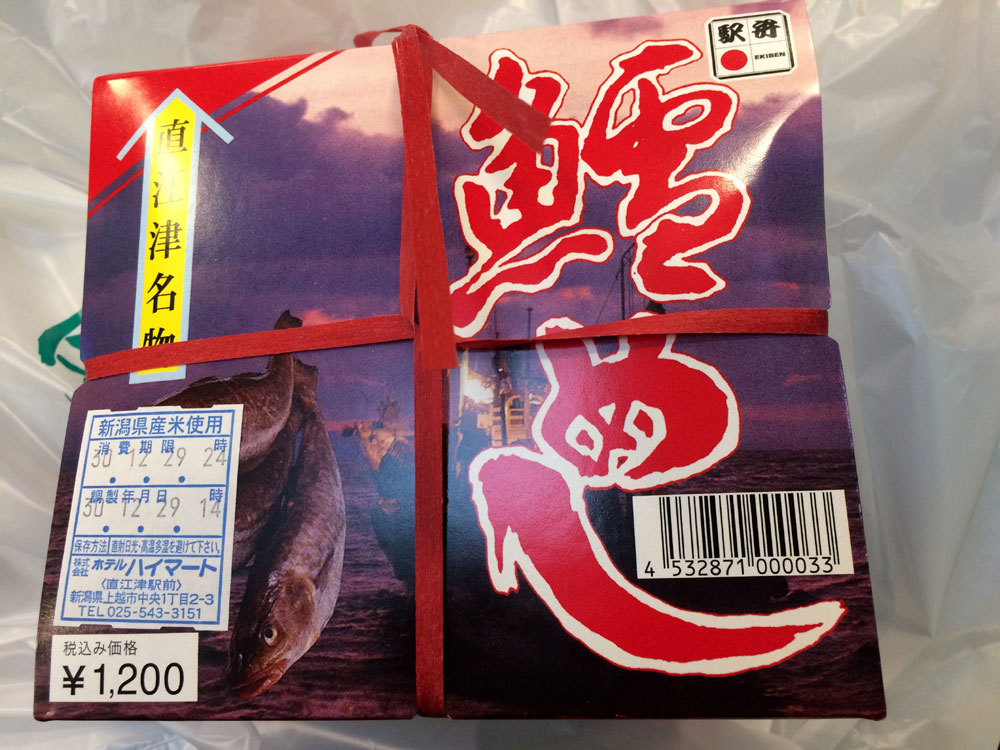 駅弁
EKIBEN
鱈めし
直江津名物
新潟県産米使用
消費期限 時
30 12 29 24
調製年月日 時
30 12 29 14
保存方法 直射日光・高温多湿を避けて下さい。
株式会社 ホテルハイマート
〈直江津駅前〉
新潟県上越市中央1丁目2-3
TEL 025-543-3151
税込み価格
¥1,200
4 532871 000033